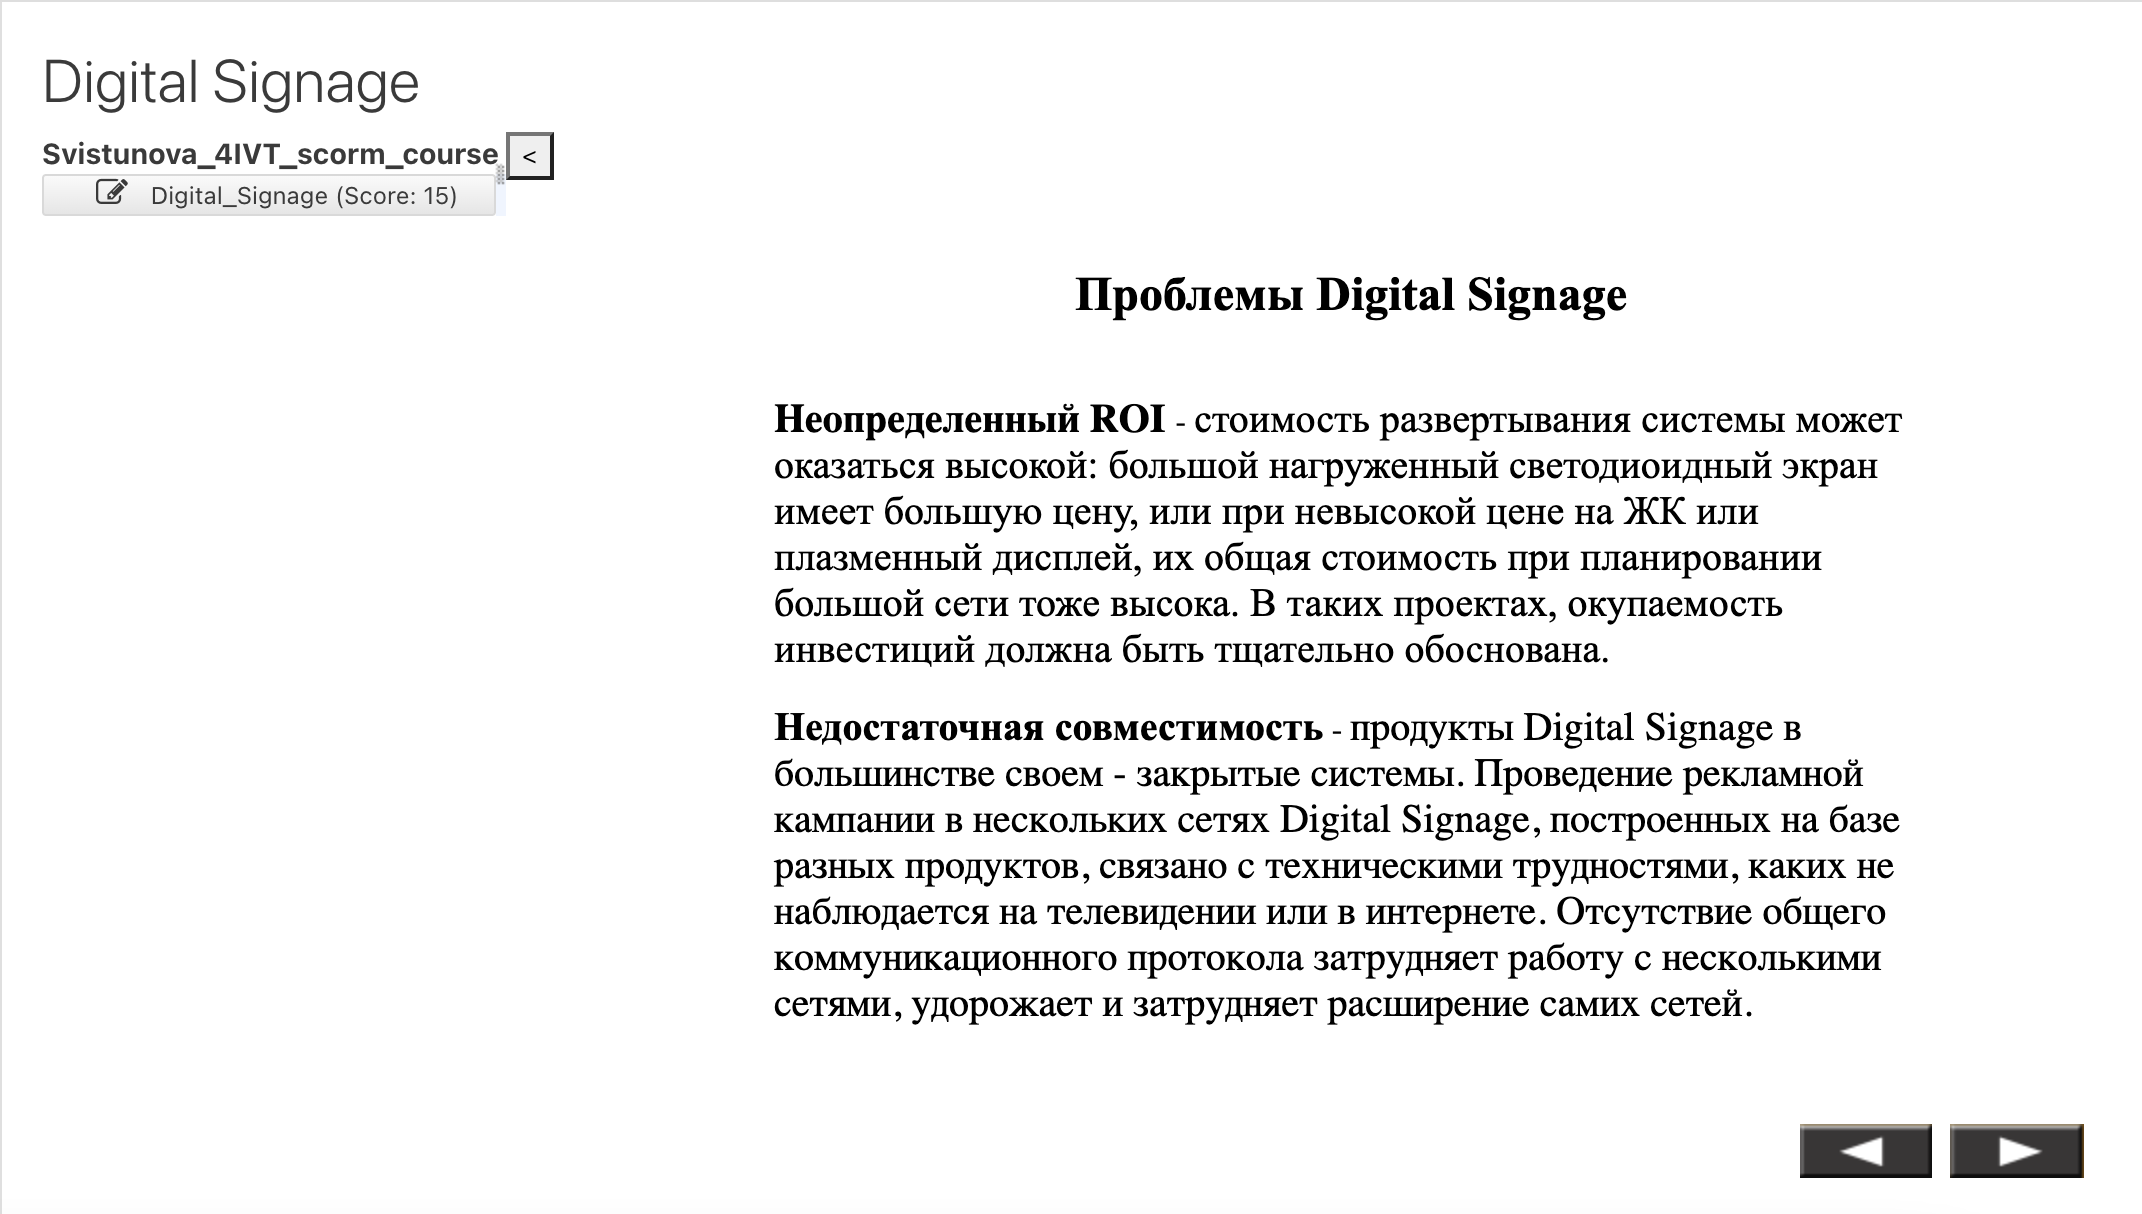 Digital Signage
Svistunova_4IVT_scorm_course
<
Digital_Signage (Score: 15)
Проблемы Digital Signage
Неопределенный ROI - стоимость развертывания системы может
оказаться высокой: большой нагруженный светодиоидный экран
имеет большую цену, или при невысокой цене на ЖК или
плазменный дисплей, их общая стоимость при планировании
большой сети тоже высока. В таких проектах, окупаемость
инвестиций должна быть тщательно обоснована.
Недостаточная совместимость - продукты Digital Signage в
большинстве своем - закрытые системы. Проведение рекламной
кампании в нескольких сетях Digital Signage, построенных на базе
разных продуктов, связано с техническими трудностями, каких не
наблюдается на телевидении или в интернете. Отсутствие общего
коммуникационного протокола затрудняет работу с несколькими
сетями, удорожает и затрудняет расширение самих сетей.